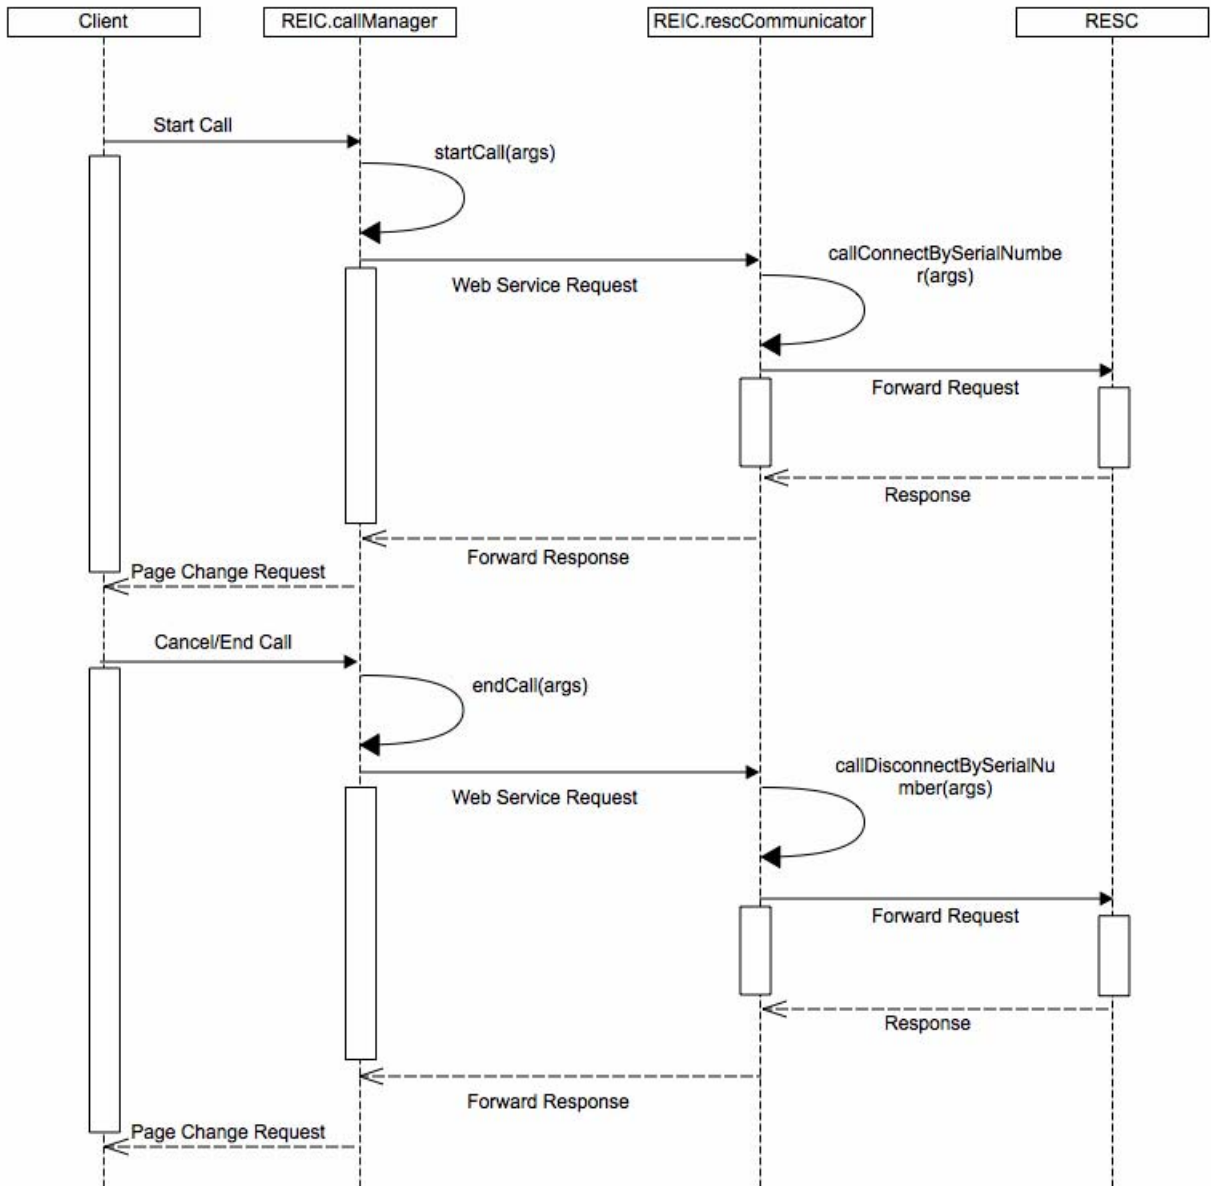 Client
REIC.callManager
REIC.rescCommunicator
RESC
Start Call
startCall(args)
callConnectBySerialNumbe
r(args)
Web Service Request
Forward Request
Response
Forward Response
Page Change Request
Cancel/End Call
endCall(args)
callDisconnectBySerialNu
mber(args)
Web Service Request
Forward Request
Response
Forward Response
Page Change Request